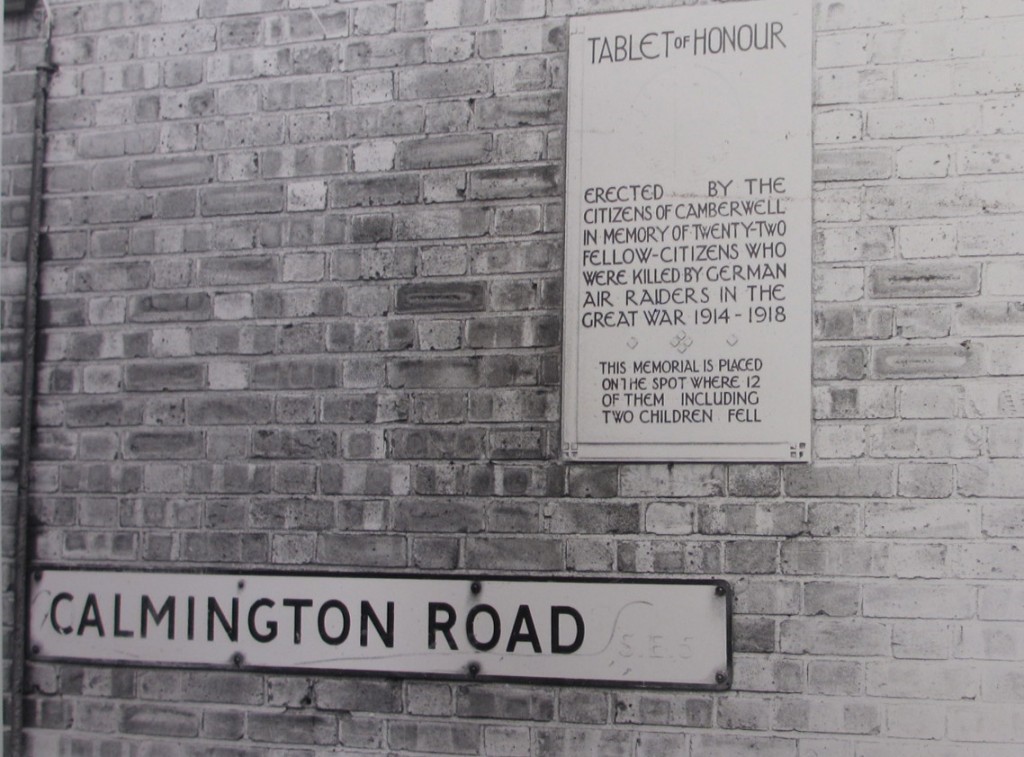 TABLET OF HONOUR
ERECTED BY THE
CITIZENS OF CAMBERWELL
IN MEMORY OF TWENTY-TWO
FELLOW-CITIZENS WHO
WERE KILLED BY GERMAN
AIR RAIDERS IN THE
GREAT WAR 1914-1918
THIS MEMORIAL IS PLACED
ON THE SPOT WHERE 12
OF THEM INCLUDING
TWO CHILDREN FELL
CALMINGTON ROAD
S.E.5